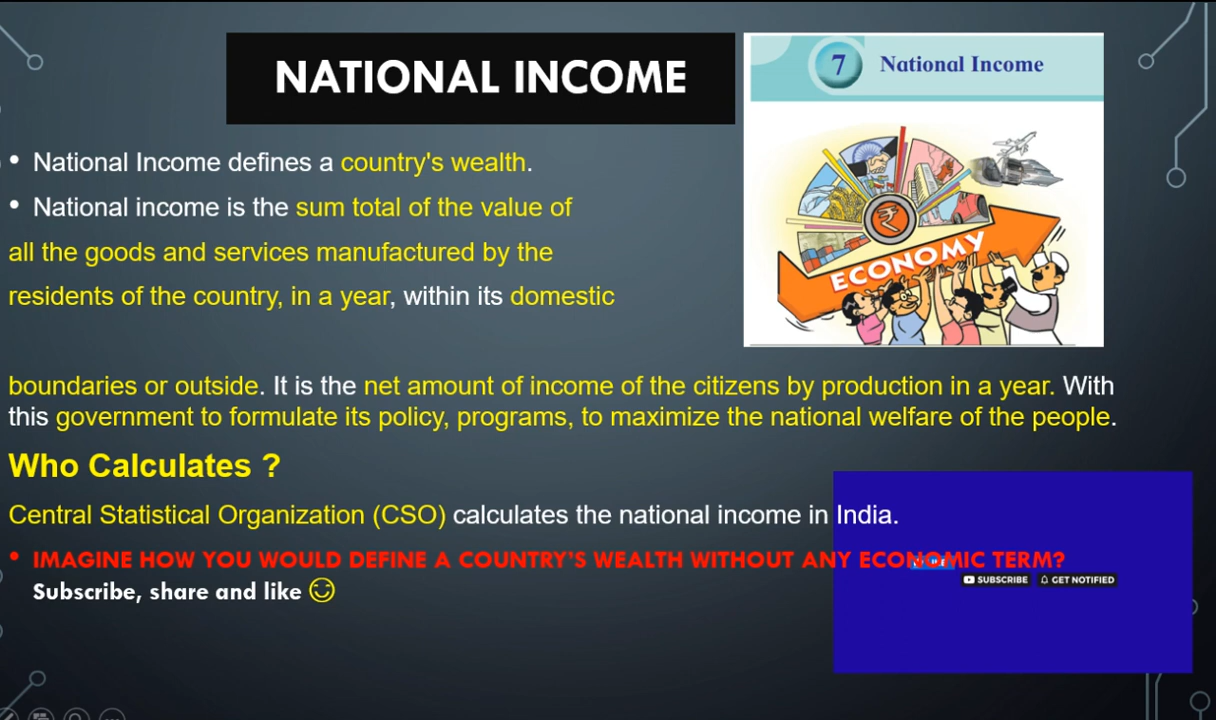 NATIONAL INCOME
7 National Income
ECONOMY
• National Income defines a country's wealth.
• National income is the sum total of the value of
all the goods and services manufactured by the
residents of the country, in a year, within its domestic
boundaries or outside. It is the net amount of income of the citizens by production in a year. With
this government to formulate its policy, programs, to maximize the national welfare of the people.
Who Calculates ?
Central Statistical Organization (CSO) calculates the national income in India.
• IMAGINE HOW YOU WOULD DEFINE A COUNTRY'S WEALTH WITHOUT ANY ECONOMIC TERM?
SUBSCRIBE GET NOTIFIED
Subscribe, share and like